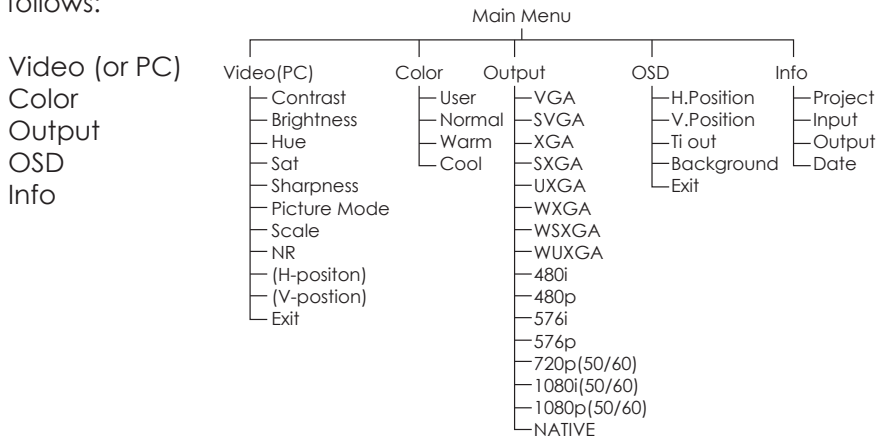 follows:
Video (or PC)
Color
Output
OSD
Info
Main Menu
Video(PC)
Contrast
Brightness
Hue
Sat
Sharpness
Picture Mode
Scale
NR
(H-positon)
(V-postion)
Exit
Color
User
Normal
Warm
Cool
Output
VGA
SVGA
XGA
SXGA
UXGA
WXGA
WSXGA
WUXGA
480i
480p
576i
576p
720p(50/60)
1080i(50/60)
1080p(50/60)
NATIVE
OSD
H.Position
V.Position
Ti out
Background
Exit
Info
Project
Input
Output
Date